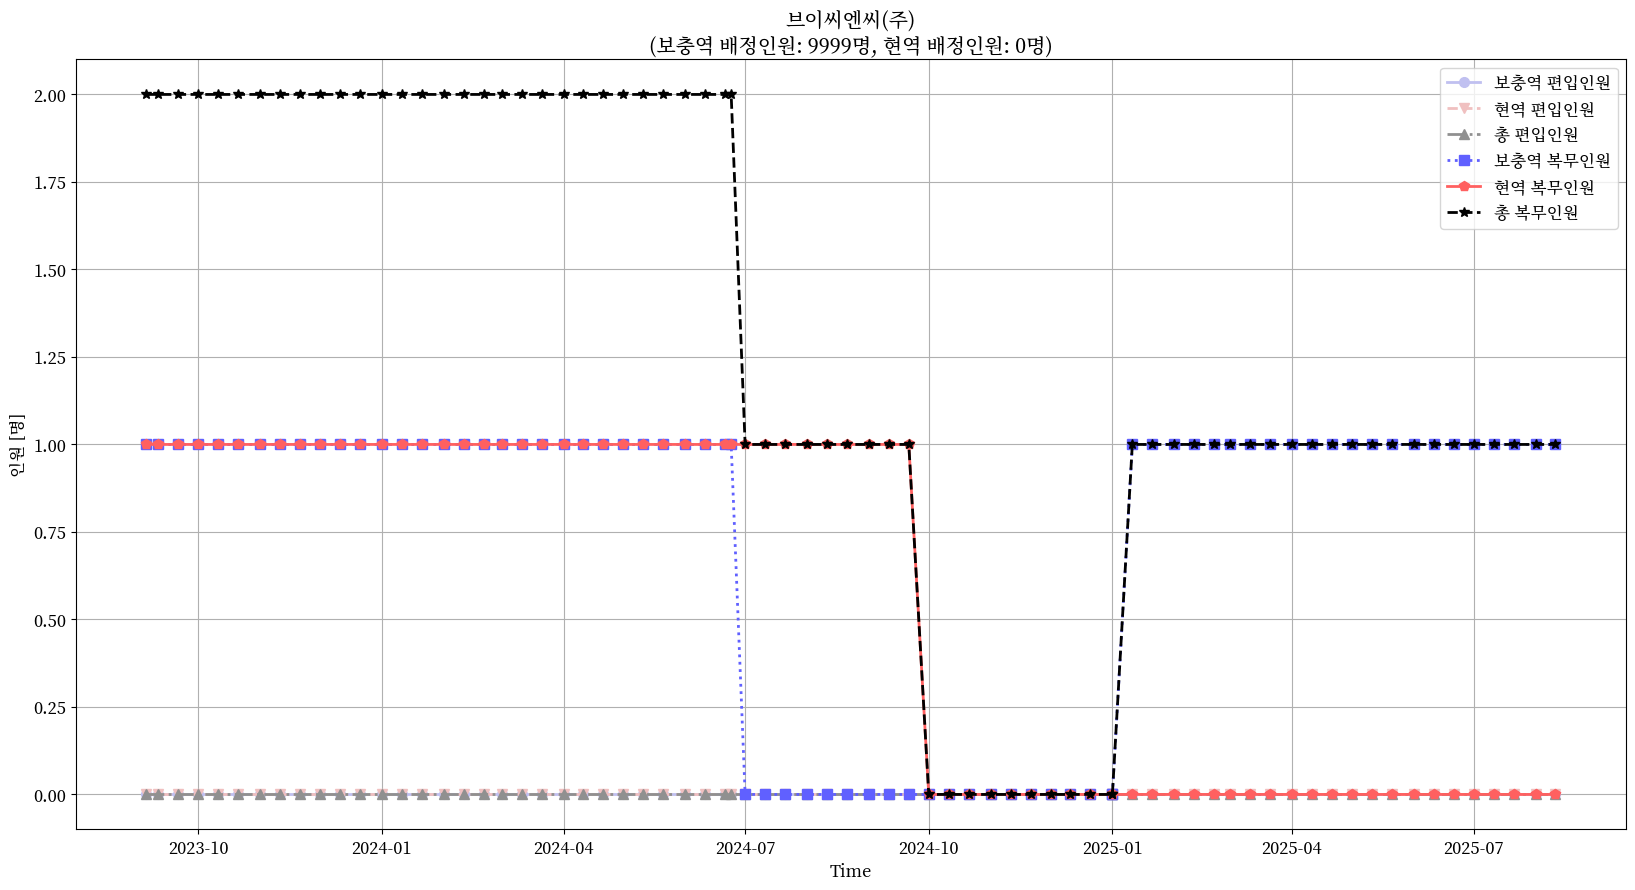 브이씨엔씨(주)
(보충역 배정인원: 9999명, 현역 배정인원: 0명)
보충역 편입인원
현역 편입인원
총 편입인원
보충역 복무인원
현역 복무인원
총 복무인원
2.00
1.75
1.50
1.25
1.00
0.75
0.50
0.25
0.00
인원 [명]
2023-10
2024-01
2024-04
2024-07
2024-10
2025-01
2025-04
2025-07
Time